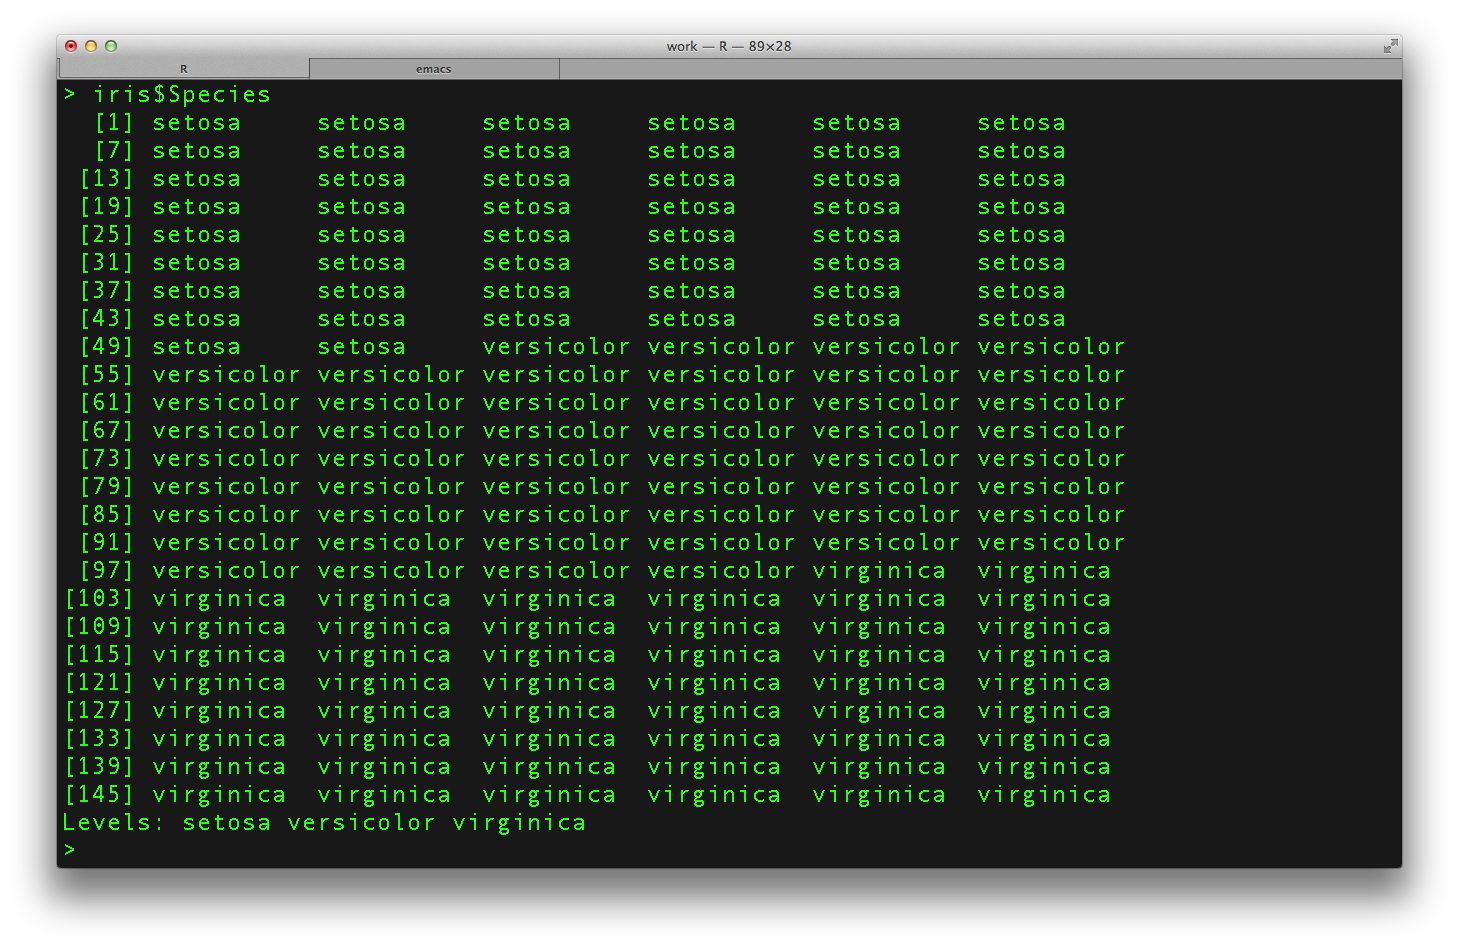 work — R — 89×28
R emacs
> iris$Species
  [1] setosa     setosa     setosa     setosa     setosa     setosa
  [7] setosa     setosa     setosa     setosa     setosa     setosa
 [13] setosa     setosa     setosa     setosa     setosa     setosa
 [19] setosa     setosa     setosa     setosa     setosa     setosa
 [25] setosa     setosa     setosa     setosa     setosa     setosa
 [31] setosa     setosa     setosa     setosa     setosa     setosa
 [37] setosa     setosa     setosa     setosa     setosa     setosa
 [43] setosa     setosa     setosa     setosa     setosa     setosa
 [49] setosa     setosa     versicolor versicolor versicolor versicolor
 [55] versicolor versicolor versicolor versicolor versicolor versicolor
 [61] versicolor versicolor versicolor versicolor versicolor versicolor
 [67] versicolor versicolor versicolor versicolor versicolor versicolor
 [73] versicolor versicolor versicolor versicolor versicolor versicolor
 [79] versicolor versicolor versicolor versicolor versicolor versicolor
 [85] versicolor versicolor versicolor versicolor versicolor versicolor
 [91] versicolor versicolor versicolor versicolor versicolor versicolor
 [97] versicolor versicolor versicolor versicolor virginica  virginica
[103] virginica  virginica  virginica  virginica  virginica  virginica
[109] virginica  virginica  virginica  virginica  virginica  virginica
[115] virginica  virginica  virginica  virginica  virginica  virginica
[121] virginica  virginica  virginica  virginica  virginica  virginica
[127] virginica  virginica  virginica  virginica  virginica  virginica
[133] virginica  virginica  virginica  virginica  virginica  virginica
[139] virginica  virginica  virginica  virginica  virginica  virginica
[145] virginica  virginica  virginica  virginica  virginica  virginica
Levels: setosa versicolor virginica
>